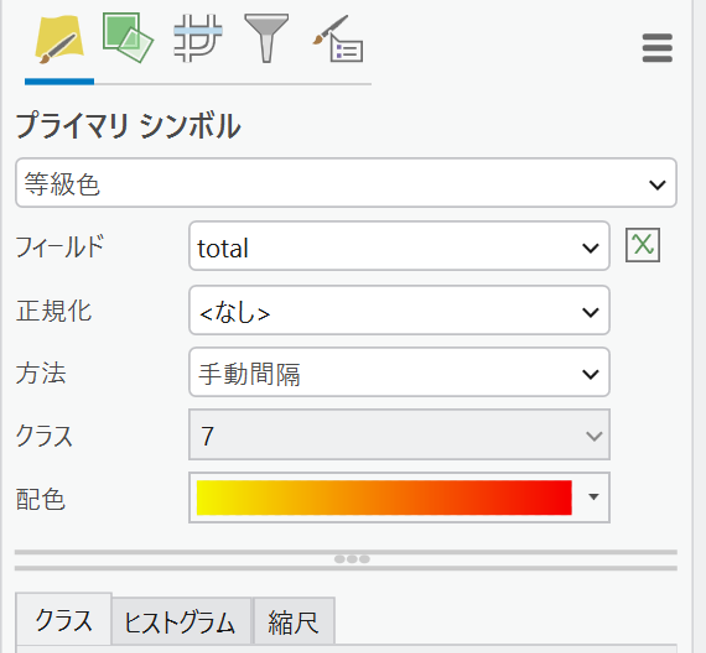 プライマリ シンボル
等級色
フィールド total
正規化 <なし>
方法 手動間隔
クラス 7
配色
クラス ヒストグラム 縮尺